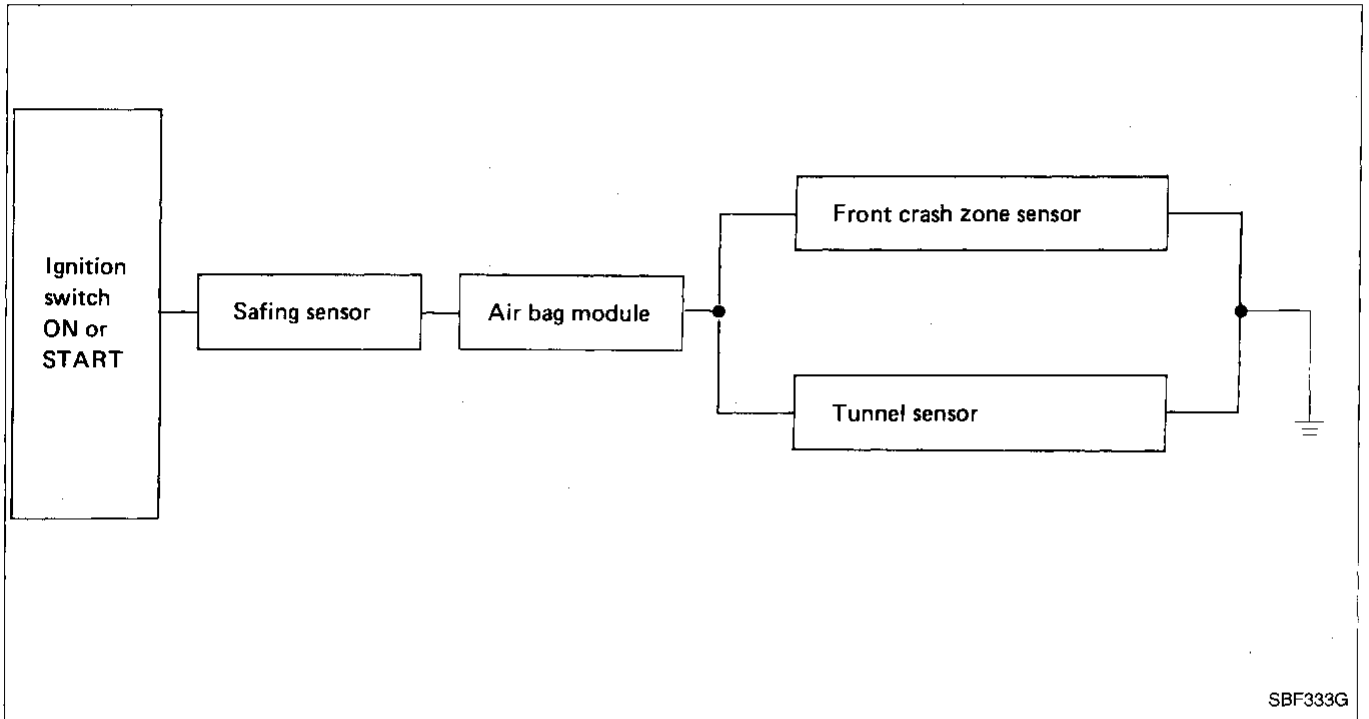 Ignition
switch
ON or
START
Safing sensor
Air bag module
Front crash zone sensor
Tunnel sensor
SBF333G